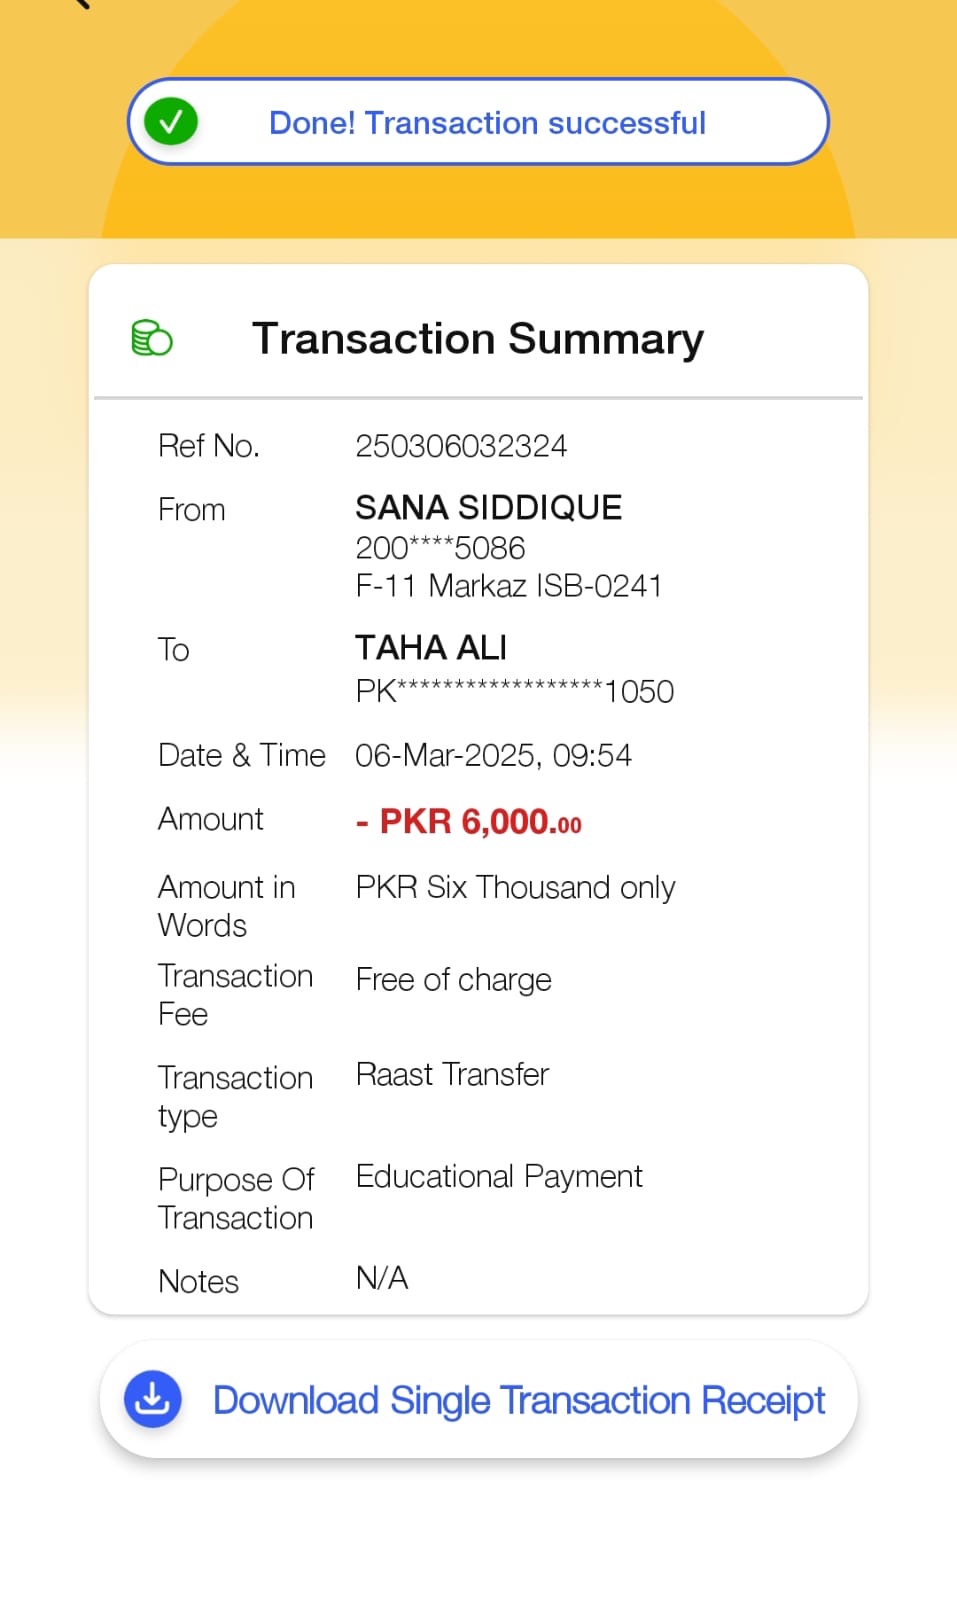 Done! Transaction successful
Transaction Summary
Ref No. 250306032324
From SANA SIDDIQUE
200****5086
F-11 Markaz ISB-0241
To TAHA ALI
PK******************1050
Date & Time 06-Mar-2025, 09:54
Amount - PKR 6,000.00
Amount in PKR Six Thousand only
Words
Transaction Free of charge
Fee
Transaction Raast Transfer
type
Purpose Of Educational Payment
Transaction
Notes N/A
Download Single Transaction Receipt